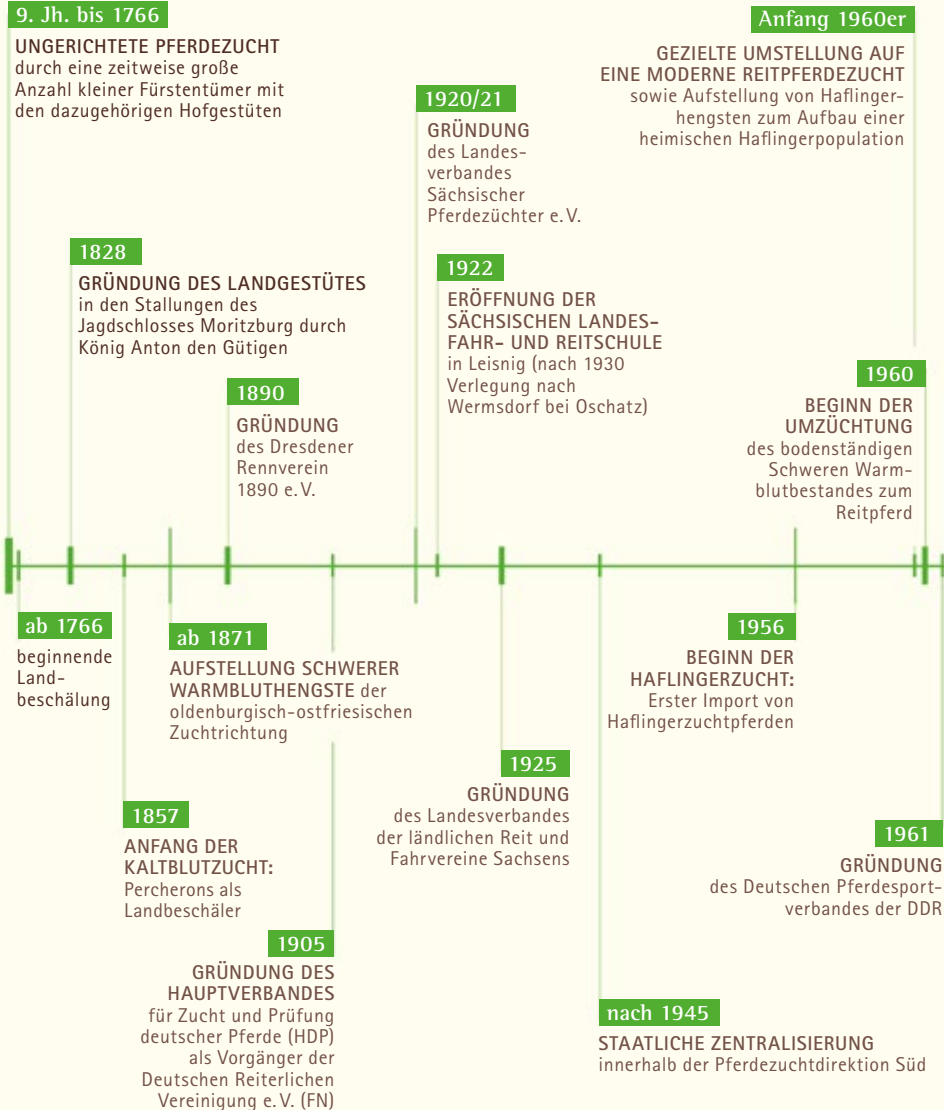 9. Jh. bis 1766
UNGERICHTETE PFERDEZUCHT
durch eine zeitweise große
Anzahl kleiner Fürstentümer mit
den dazugehörigen Hofgestüten
Anfang 1960er
GEZIELTE UMSTELLUNG AUF
EINE MODERNE REITPFERDEZUCHT
sowie Aufstellung von Haflinger-
hengsten zum Aufbau einer
heimischen Haflingerpopulation
1920/21
GRÜNDUNG
des Landes-
verbandes
Sächsischer
Pferdezüchter e. V.
1828
GRÜNDUNG DES LANDGESTÜTES
in den Stallungen des
Jagdschlosses Moritzburg durch
König Anton den Gütigen
1922
ERÖFFNUNG DER
SÄCHSISCHEN LANDES-
FAHR- UND REITSCHULE
in Leisnig (nach 1930
Verlegung nach
Wermsdorf bei Oschatz)
1890
GRÜNDUNG
des Dresdener
Rennverein
1890 e. V.
1960
BEGINN DER
UMZÜCHTUNG
des bodenständigen
Schweren Warm-
blutbestandes zum
Reitpferd
ab 1766
beginnende
Land-
beschälung
ab 1871
AUFSTELLUNG SCHWERER
WARMBLUTHENGSTE der
oldenburgisch-ostfriesischen
Zuchtrichtung
1956
BEGINN DER
HAFLINGERZUCHT:
Erster Import von
Haflingerzuchtpferden
1925
GRÜNDUNG
des Landesverbandes
der ländlichen Reit und
Fahrvereine Sachsens
1857
ANFANG DER
KALTBLUTZUCHT:
Percherons als
Landbeschäler
1961
GRÜNDUNG
des Deutschen Pferdesport-
verbandes der DDR
1905
GRÜNDUNG DES
HAUPTVERBANDES
für Zucht und Prüfung
deutscher Pferde (HDP)
als Vorgänger der
Deutschen Reiterlichen
Vereinigung e. V. (FN)
nach 1945
STAATLICHE ZENTRALISIERUNG
innerhalb der Pferdezuchtdirektion Süd